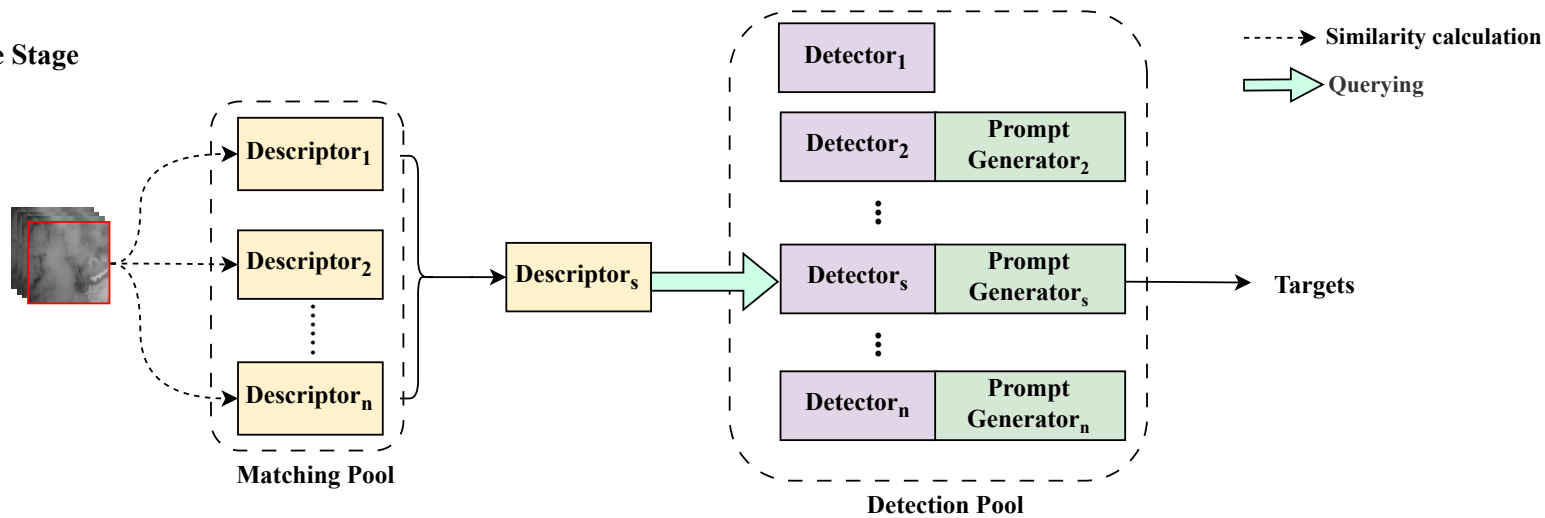 e Stage
Descriptor₁
Descriptor₂
Descriptorₙ
Matching Pool
Descriptorₛ
Detector₁
Detector₂
Prompt
Generator₂
Detectorₛ
Prompt
Generatorₛ
Detectorₙ
Prompt
Generatorₙ
Detection Pool
Targets
Similarity calculation
Querying